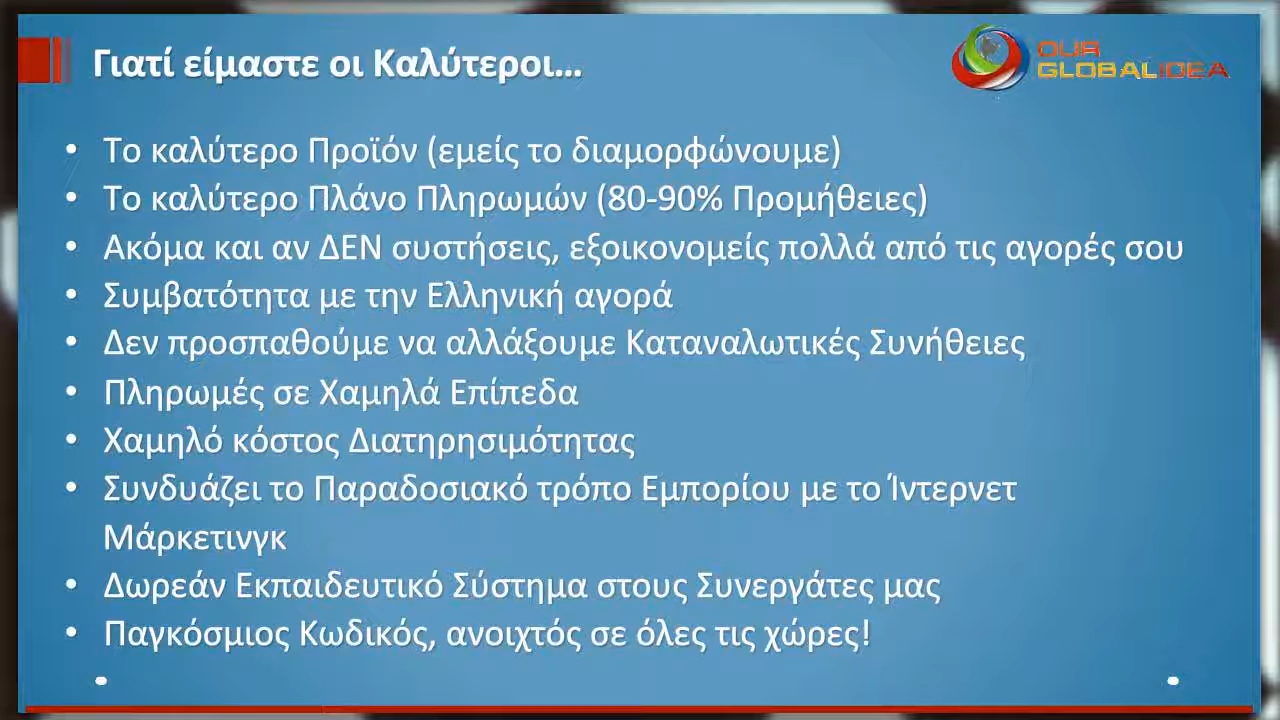 Γιατί είμαστε οι Καλύτεροι...
OUR
GLOBALIDEA
• Το καλύτερο Προϊόν (εμείς το διαμορφώνουμε)
• Το καλύτερο Πλάνο Πληρωμών (80-90% Προμήθειες)
• Ακόμα και αν ΔΕΝ συστήσεις, εξοικονομείς πολλά από τις αγορές σου
• Συμβατότητα με την Ελληνική αγορά
• Δεν προσπαθούμε να αλλάξουμε Καταναλωτικές Συνήθειες
• Πληρωμές σε Χαμηλά Επίπεδα
• Χαμηλό κόστος Διατηρησιμότητας
• Συνδυάζει το Παραδοσιακό τρόπο Εμπορίου με το Ίντερνετ
Μάρκετινγκ
• Δωρεάν Εκπαιδευτικό Σύστημα στους Συνεργάτες μας
• Παγκόσμιος Κωδικός, ανοιχτός σε όλες τις χώρες!